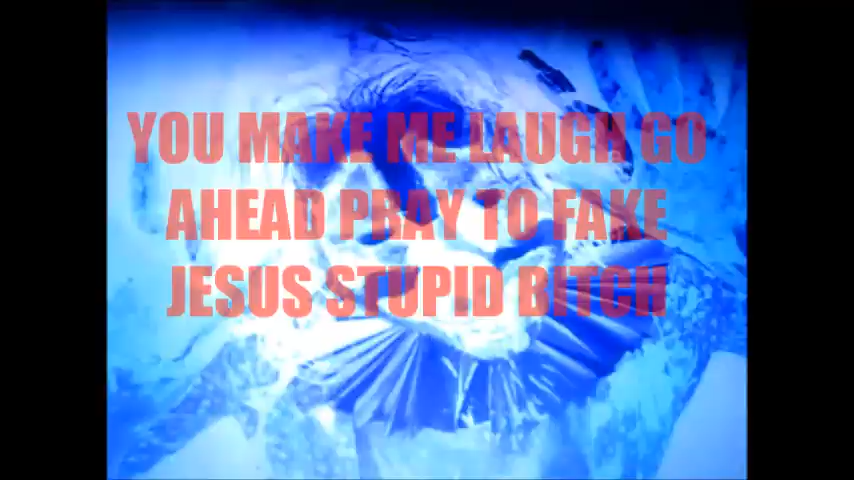 YOU MAKE ME LAUGH GO
AHEAD PRAY TO FAKE
JESUS STUPID BITCH